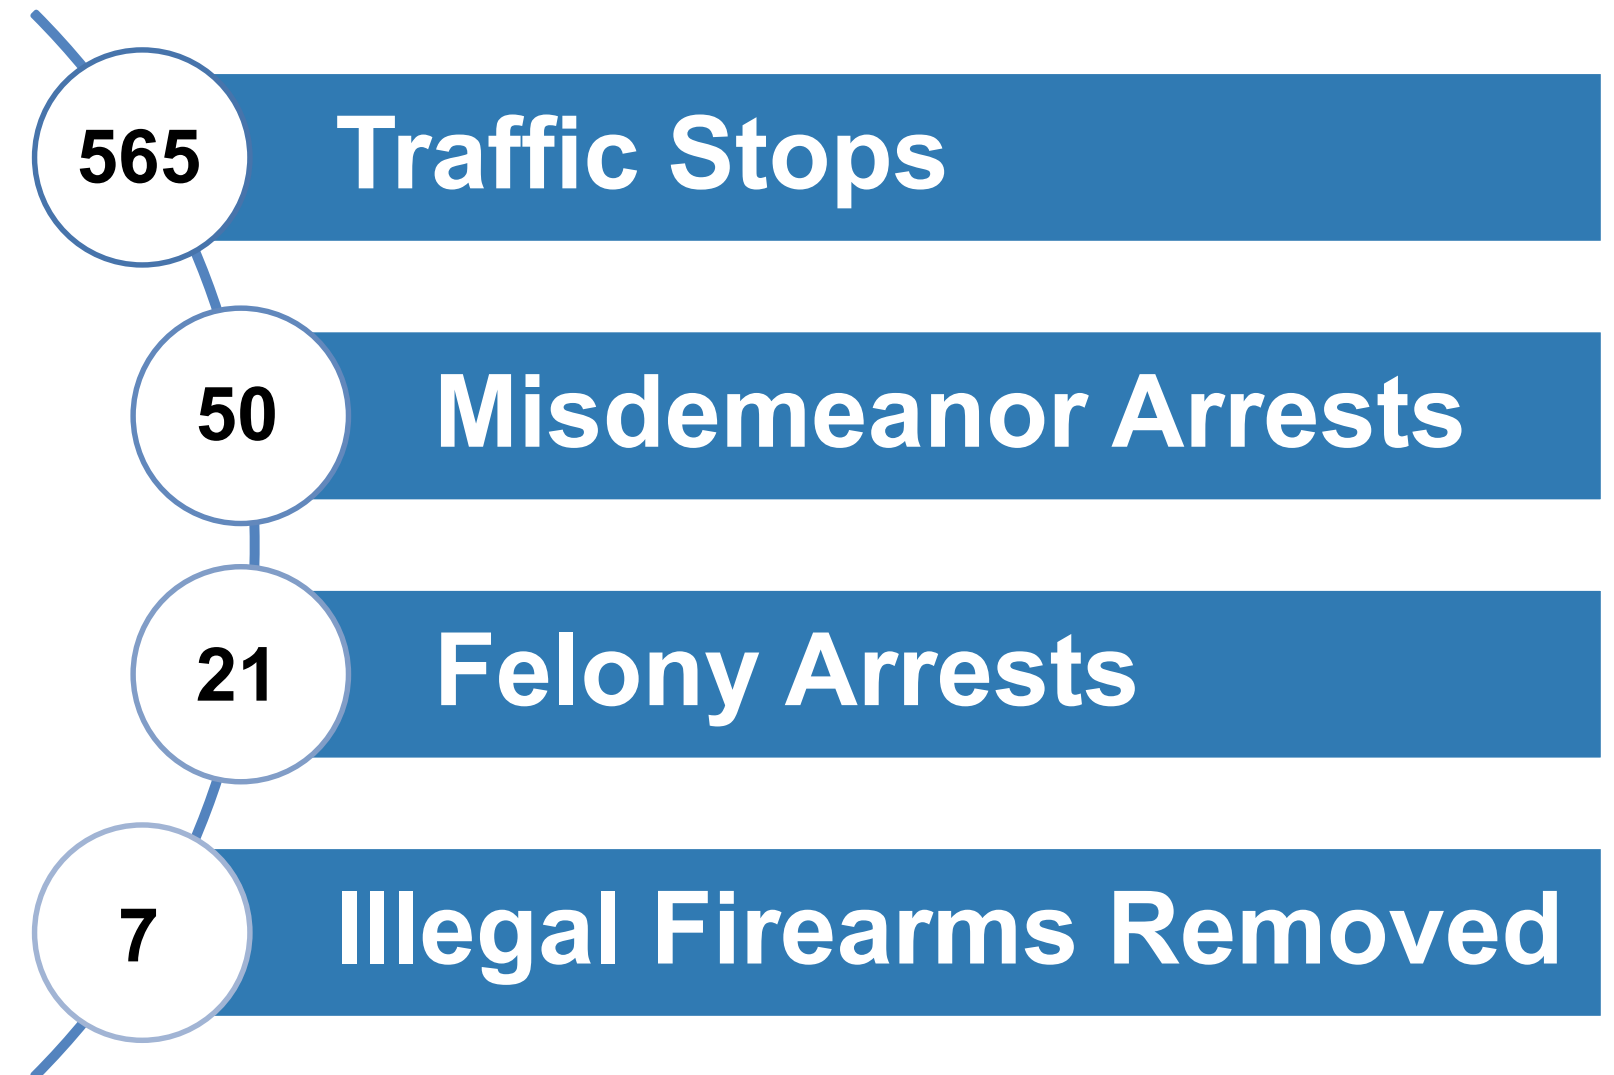 565 Traffic Stops
50 Misdemeanor Arrests
21 Felony Arrests
7 Illegal Firearms Removed